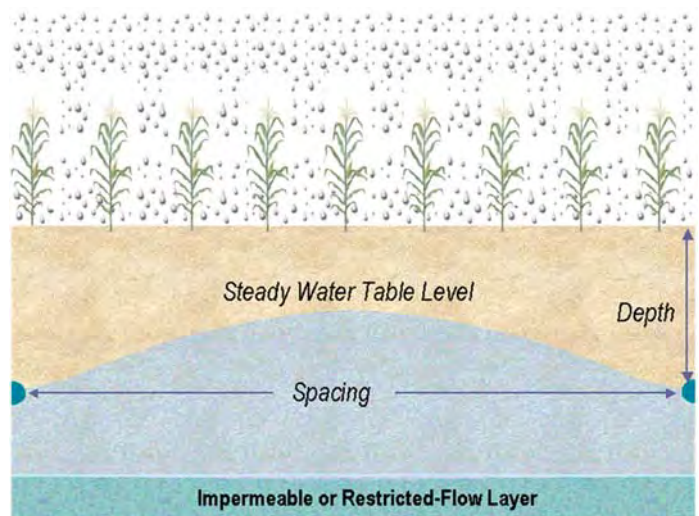 Steady Water Table Level
Depth
Spacing
Impermeable or Restricted-Flow Layer